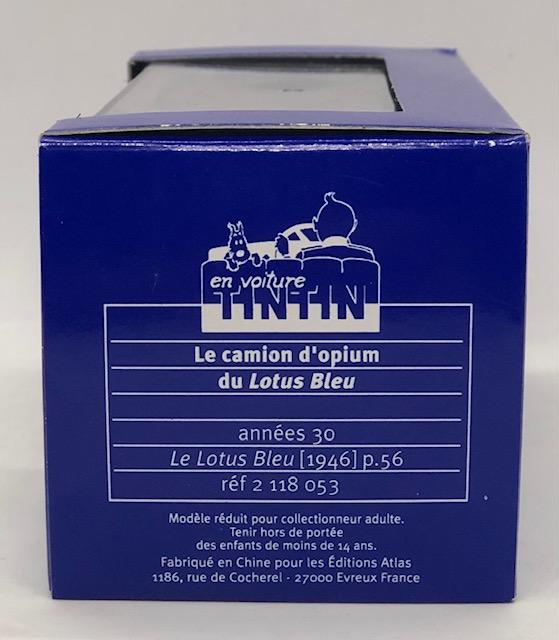 en voiture
TINTIN
Le camion d'opium
du Lotus Bleu
années 30
Le Lotus Bleu [1946] p.56
réf 2 118 053
Modèle réduit pour collectionneur adulte.
Tenir hors de portée
des enfants de moins de 14 ans.
Fabriqué en Chine pour les Éditions Atlas
1186, rue de Cocherel - 27000 Evreux France